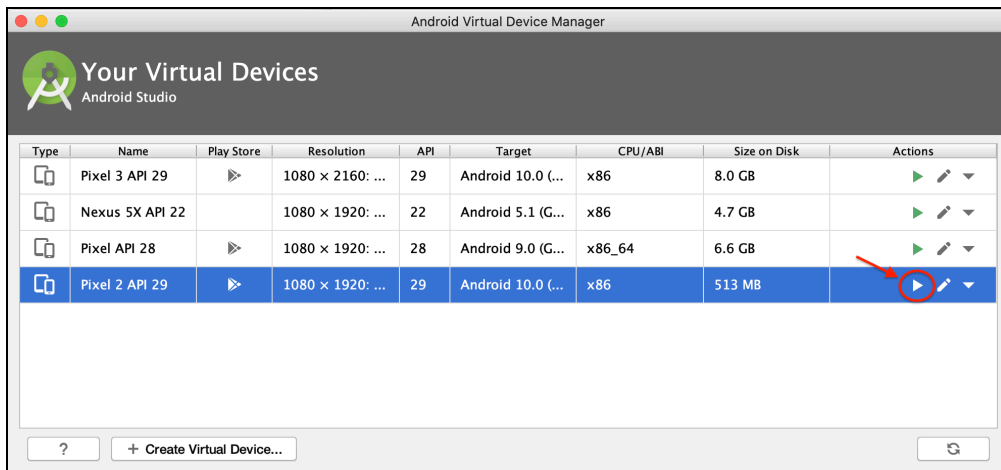 Android Virtual Device Manager
Your Virtual Devices
Android Studio
Type Name Play Store Resolution API Target CPU/ABI Size on Disk Actions
Pixel 3 API 29 1080 × 2160: ... 29 Android 10.0 (... x86 8.0 GB
Nexus 5X API 22 1080 × 1920: ... 22 Android 5.1 (G... x86 4.7 GB
Pixel API 28 1080 × 1920: ... 28 Android 9.0 (G... x86_64 6.6 GB
Pixel 2 API 29 1080 × 1920: ... 29 Android 10.0 (... x86 513 MB
? + Create Virtual Device...